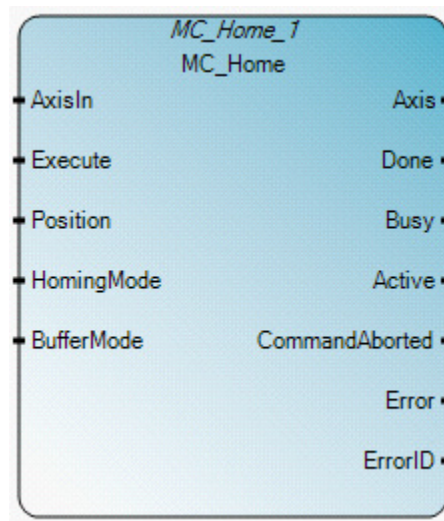 MC_Home_1
MC_Home
AxisIn Axis
Execute Done
Position Busy
HomingMode Active
BufferMode CommandAborted
Error
ErrorID